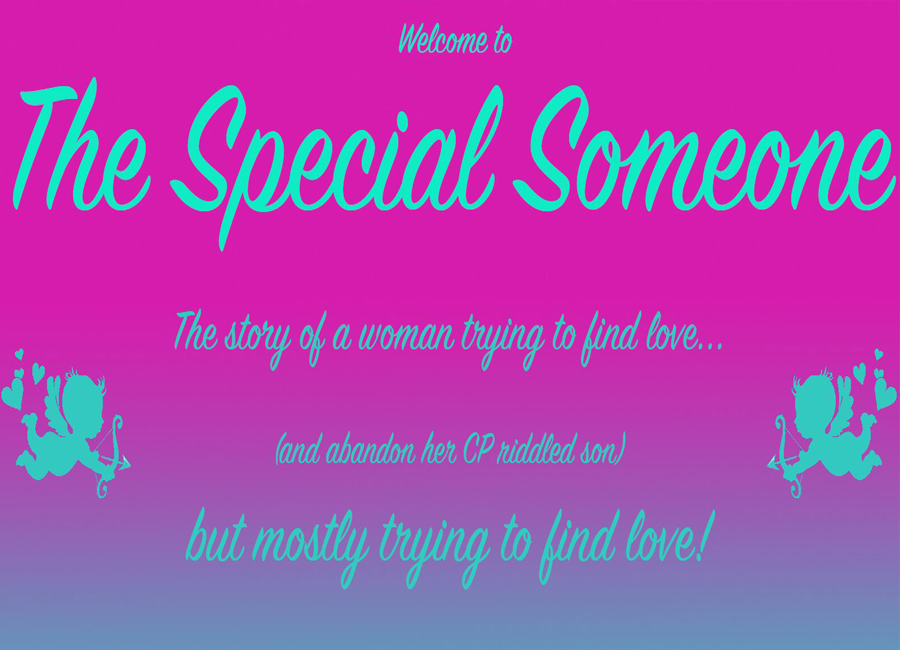 Welcome to
The Special Someone
The story of a woman trying to find love...
(and abandon her CP riddled son)
but mostly trying to find love!